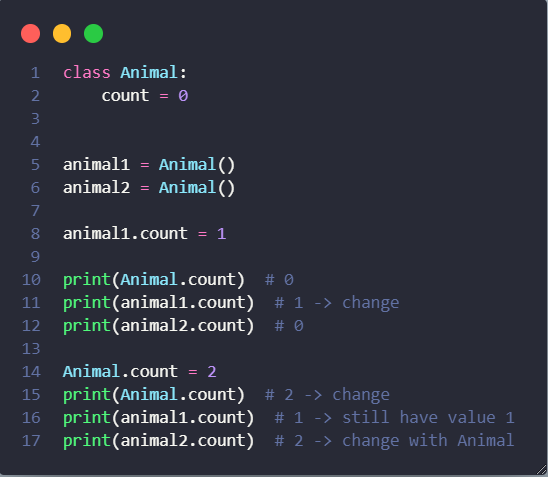 1 class Animal:
2     count = 0
3
4
5 animal1 = Animal()
6 animal2 = Animal()
7
8 animal1.count = 1
9
10 print(Animal.count)  # 0
11 print(animal1.count)  # 1 -> change
12 print(animal2.count)  # 0
13
14 Animal.count = 2
15 print(Animal.count)  # 2 -> change
16 print(animal1.count)  # 1 -> still have value 1
17 print(animal2.count)  # 2 -> change with Animal